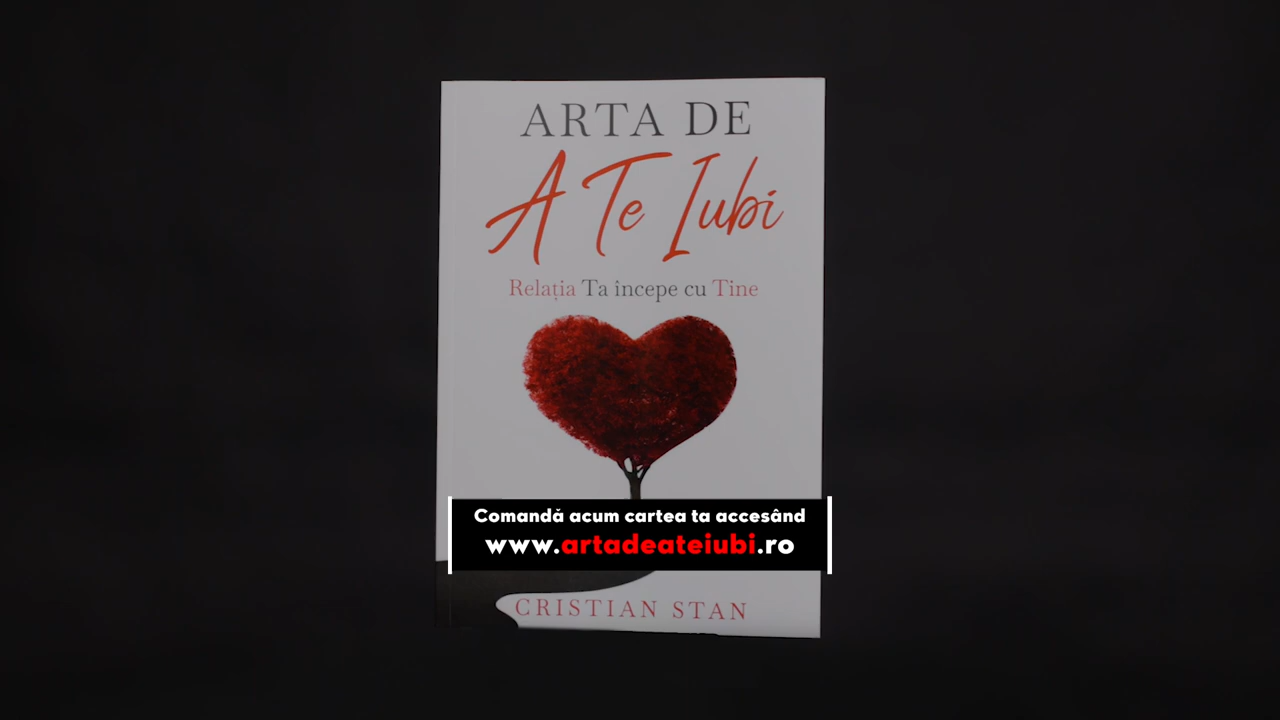 ARTA DE
A Te Iubi
Relația Ta începe cu Tine
Comandă acum cartea ta accesând
www.artadeateiubi.ro
CRISTIAN STAN